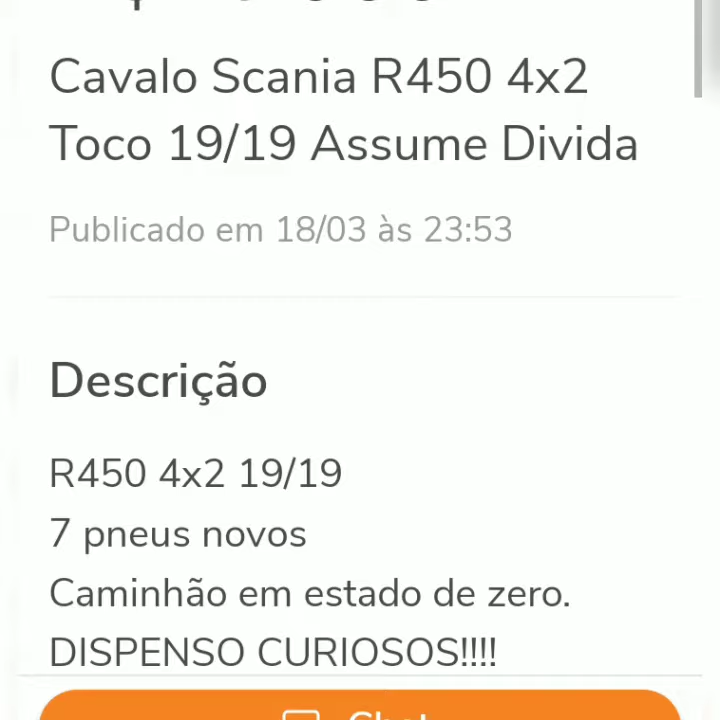 Cavalo Scania R450 4x2
Toco 19/19 Assume Divida
Publicado em 18/03 às 23:53
Descrição
R450 4x2 19/19
7 pneus novos
Caminhão em estado de zero.
DISPENSO CURIOSOS!!!!
Chat